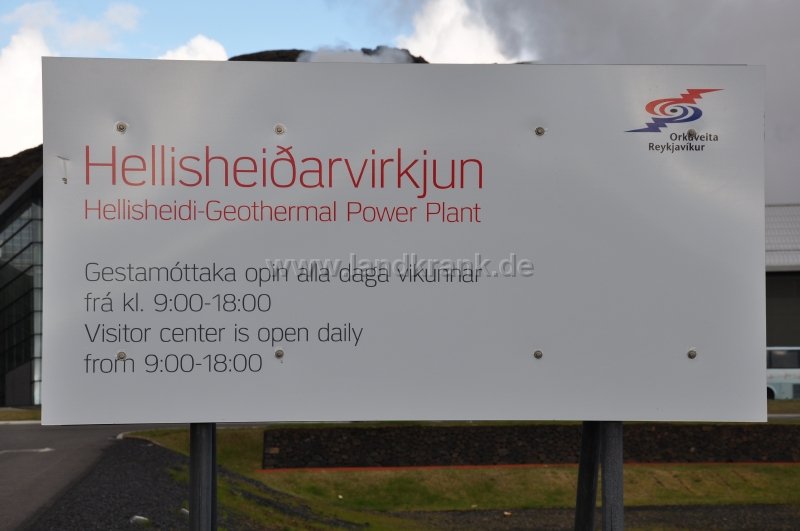 Orkuveita
Reykjavíkur
Hellisheiðarvirkjun
Hellisheidi-Geothermal Power Plant
Gestamóttaka opin alla daga vikunnar
www.landkrank.de
frá kl. 9:00-18:00
Visitor center is open daily
from 9:00-18:00